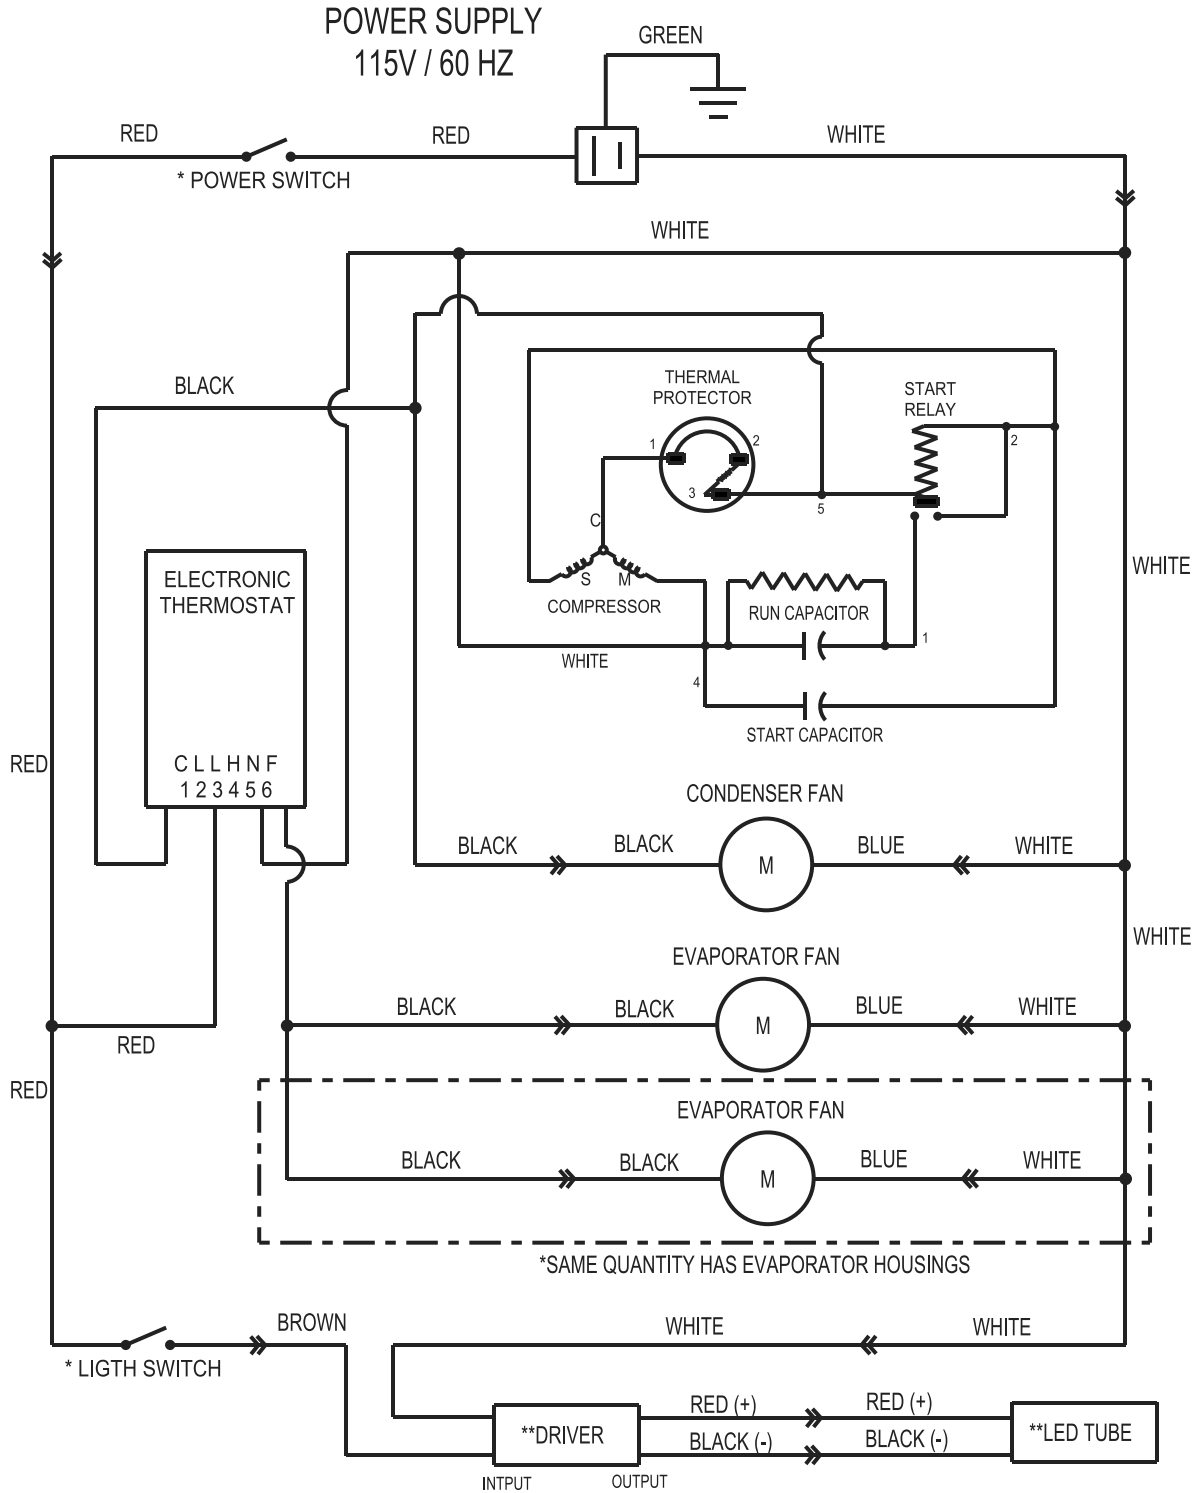 POWER SUPPLY
115V / 60 HZ
GREEN
RED
RED
WHITE
* POWER SWITCH
WHITE
BLACK
THERMAL
PROTECTOR
START
RELAY
1
2
2
3
5
C
S
M
COMPRESSOR
RUN CAPACITOR
WHITE
ELECTRONIC
THERMOSTAT
1
WHITE
4
START CAPACITOR
RED
C L L H N F
1 2 3 4 5 6
CONDENSER FAN
BLACK
BLACK
M
BLUE
WHITE
WHITE
EVAPORATOR FAN
BLACK
BLACK
M
BLUE
WHITE
RED
RED
EVAPORATOR FAN
BLACK
BLACK
M
BLUE
WHITE
*SAME QUANTITY HAS EVAPORATOR HOUSINGS
BROWN
WHITE
WHITE
* LIGTH SWITCH
RED (+)
RED (+)
**DRIVER
**LED TUBE
BLACK (-)
BLACK (-)
INTPUT
OUTPUT